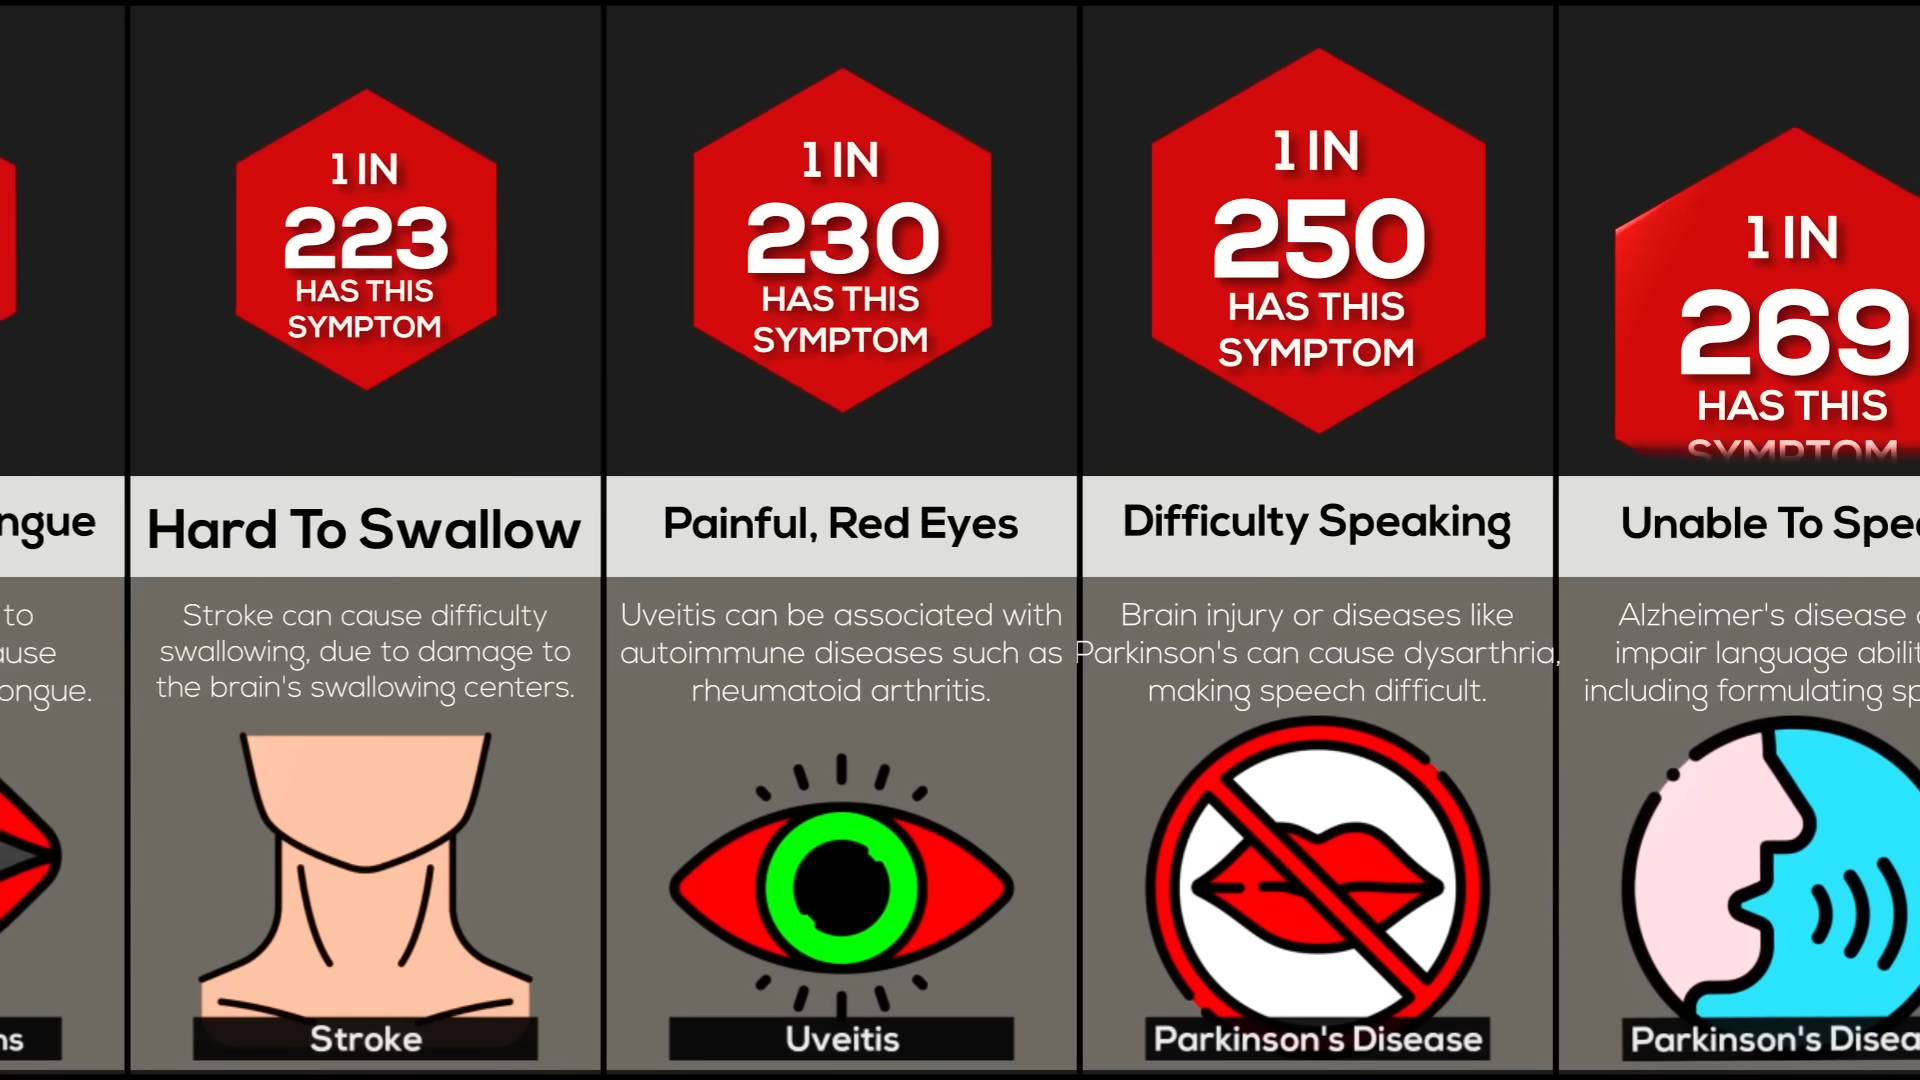 ngue
to
ause
ongue.
ns
1 IN
223
HAS THIS
SYMPTOM
Hard To Swallow
Stroke can cause difficulty
swallowing, due to damage to
the brain's swallowing centers.
Stroke
1 IN
230
HAS THIS
SYMPTOM
Painful, Red Eyes
Uveitis can be associated with
autoimmune diseases such as
rheumatoid arthritis.
Uveitis
1 IN
250
HAS THIS
SYMPTOM
Difficulty Speaking
Brain injury or diseases like
Parkinson's can cause dysarthria,
making speech difficult.
Parkinson's Disease
1 IN
269
HAS THIS
SYMPTOM
Unable To Spea
Alzheimer's disease
impair language abilit
including formulating sp
Parkinson's Disea